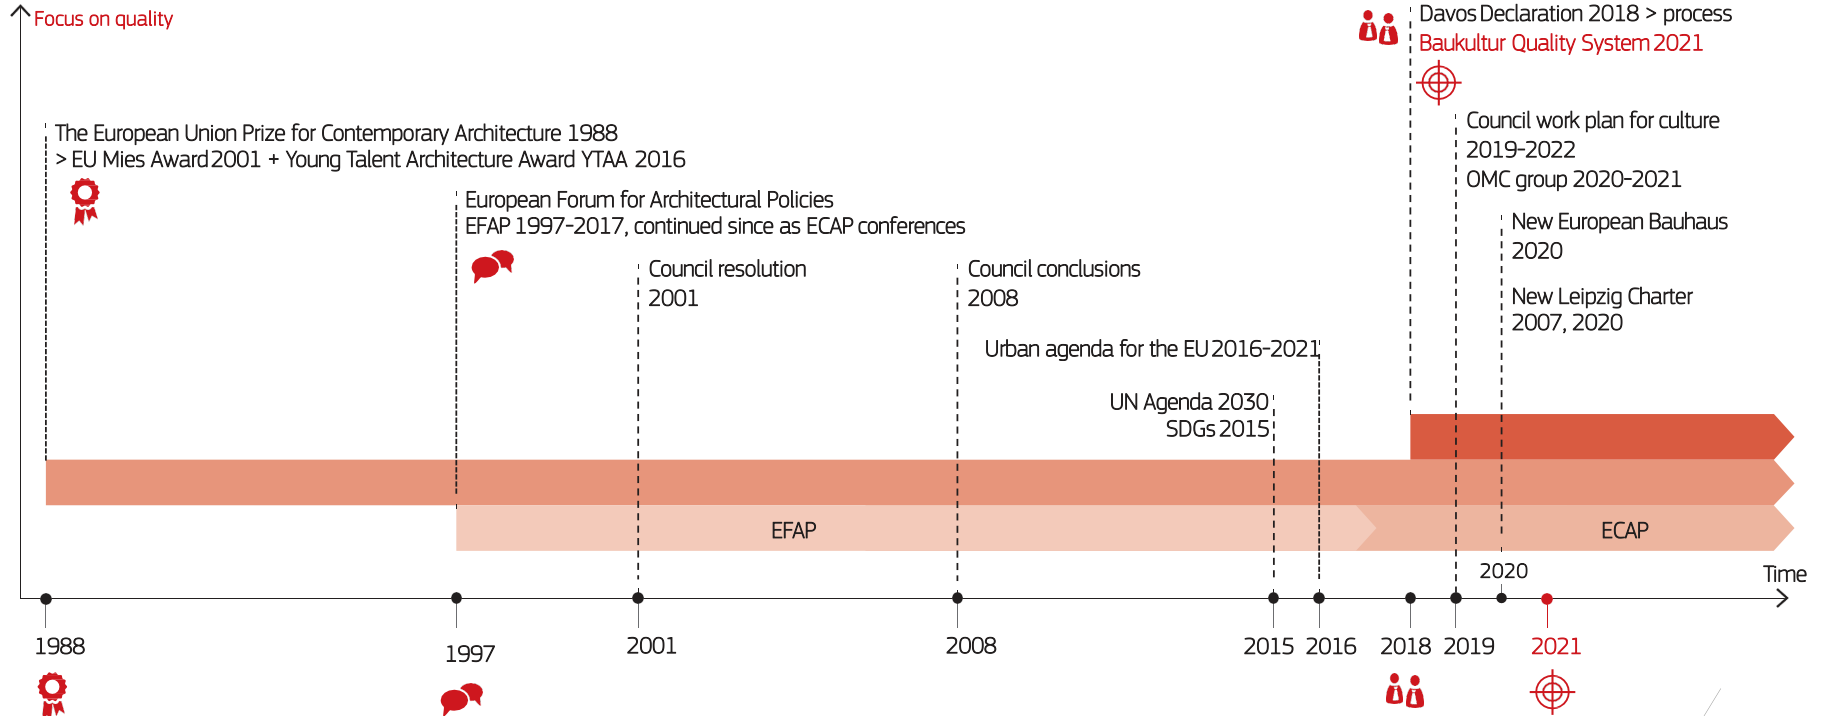 Focus on quality
Davos Declaration 2018 > process
Baukultur Quality System 2021
The European Union Prize for Contemporary Architecture 1988
> EU Mies Award 2001 + Young Talent Architecture Award YTAA 2016
Council work plan for culture
2019-2022
OMC group 2020-2021
European Forum for Architectural Policies
EFAP 1997-2017, continued since as ECAP conferences
New European Bauhaus
2020
Council resolution
2001
Council conclusions
2008
New Leipzig Charter
2007, 2020
Urban agenda for the EU 2016-2021
UN Agenda 2030
SDGs 2015
EFAP
ECAP
2020
Time
1988
1997
2001
2008
2015
2016
2018
2019
2021